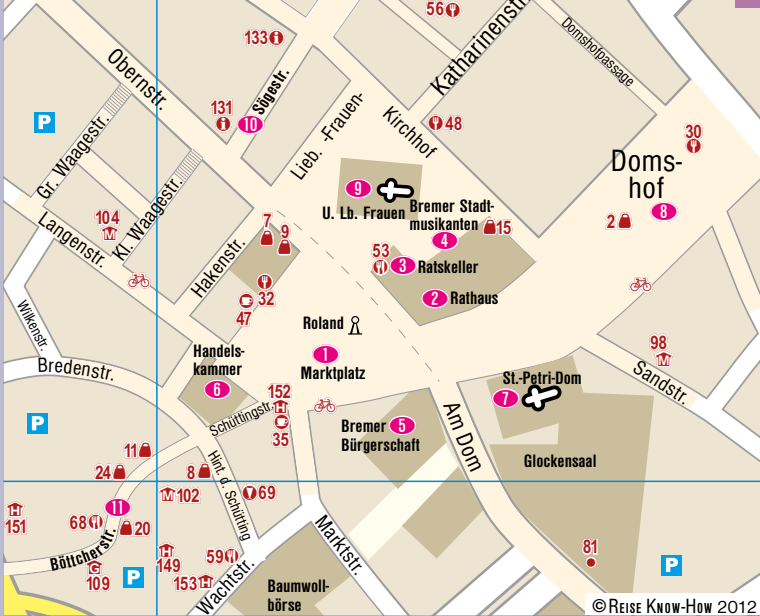 56
Katharinenstr.
Domshofpassage
133
Obernstr.
Sögestr.
131
10
P
Lieb. -Frauen-
Kirchhof
48
30
Doms-
hof
8
2
Gr. Waagestr.
Kl. Waagestr.
9
U. Lb. Frauen
Bremer Stadt-
musikanten
4
15
104
Langenstr.
7
9
Hakenstr.
53
3 Ratskeller
2 Rathaus
32
47
Roland
1
Marktplatz
Wilkenstr.
Handels-
kammer
6
Bredenstr.
98
Sandstr.
St.-Petri-Dom
7
152
35
Schüttingstr.
Bremer
Bürgerschaft
5
Am Dom
Glockensaal
P
11
24
8
Hint. d. Schütting
102
69
11
151
68
20
Böttcherstr.
109
P
149
153
59
Wachtstr.
Marktstr.
Baumwoll-
börse
81
P
© REISE KNOW-HOW 2012